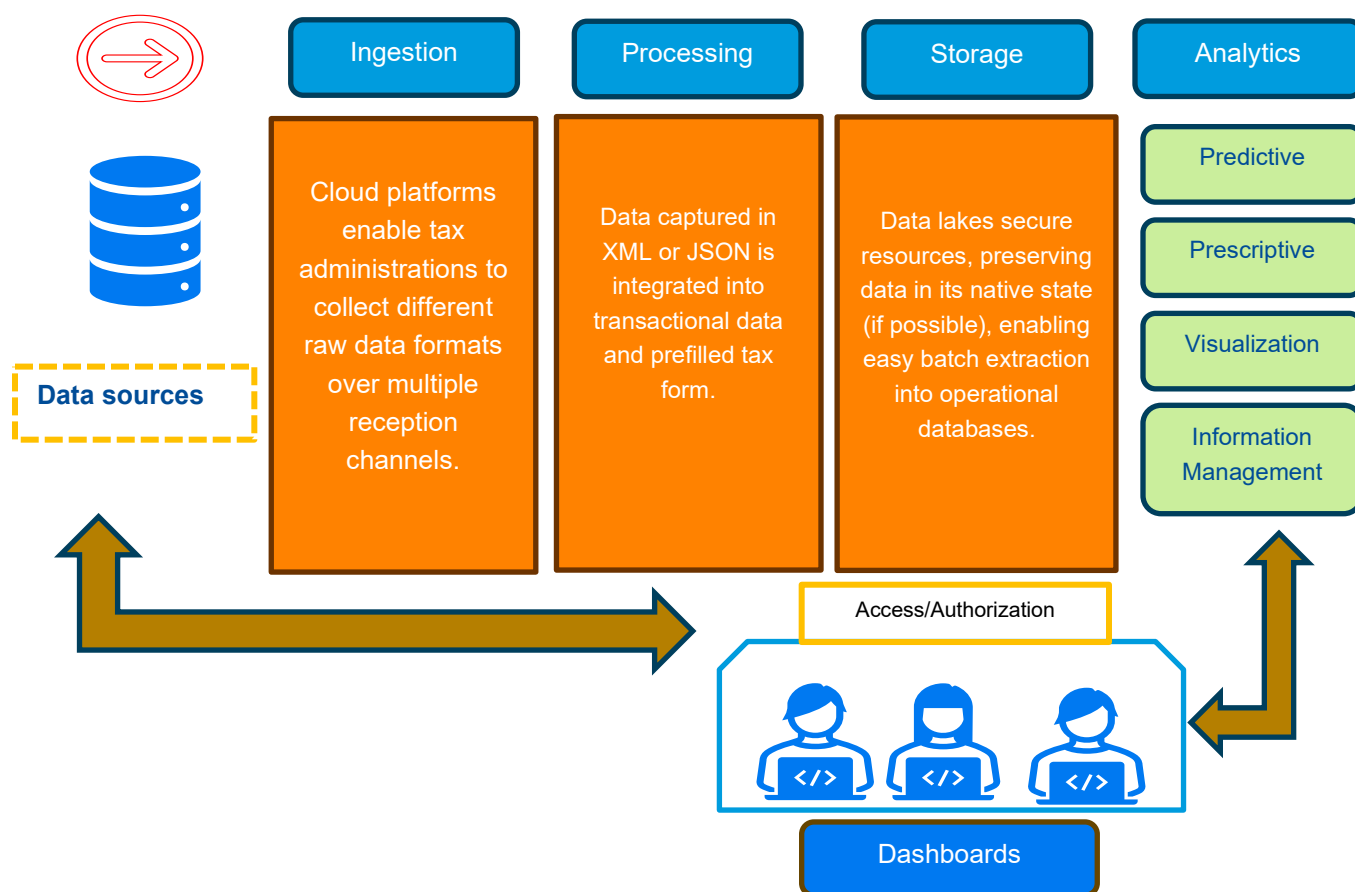 Ingestion
Processing
Storage
Analytics
Data sources
Cloud platforms
enable tax
administrations to
collect different
raw data formats
over multiple
reception
channels.
Data captured in
XML or JSON is
integrated into
transactional data
and prefilled tax
form.
Data lakes secure
resources, preserving
data in its native state
(if possible), enabling
easy batch extraction
into operational
databases.
Predictive
Prescriptive
Visualization
Information
Management
Access/Authorization
</>
</>
</>
Dashboards